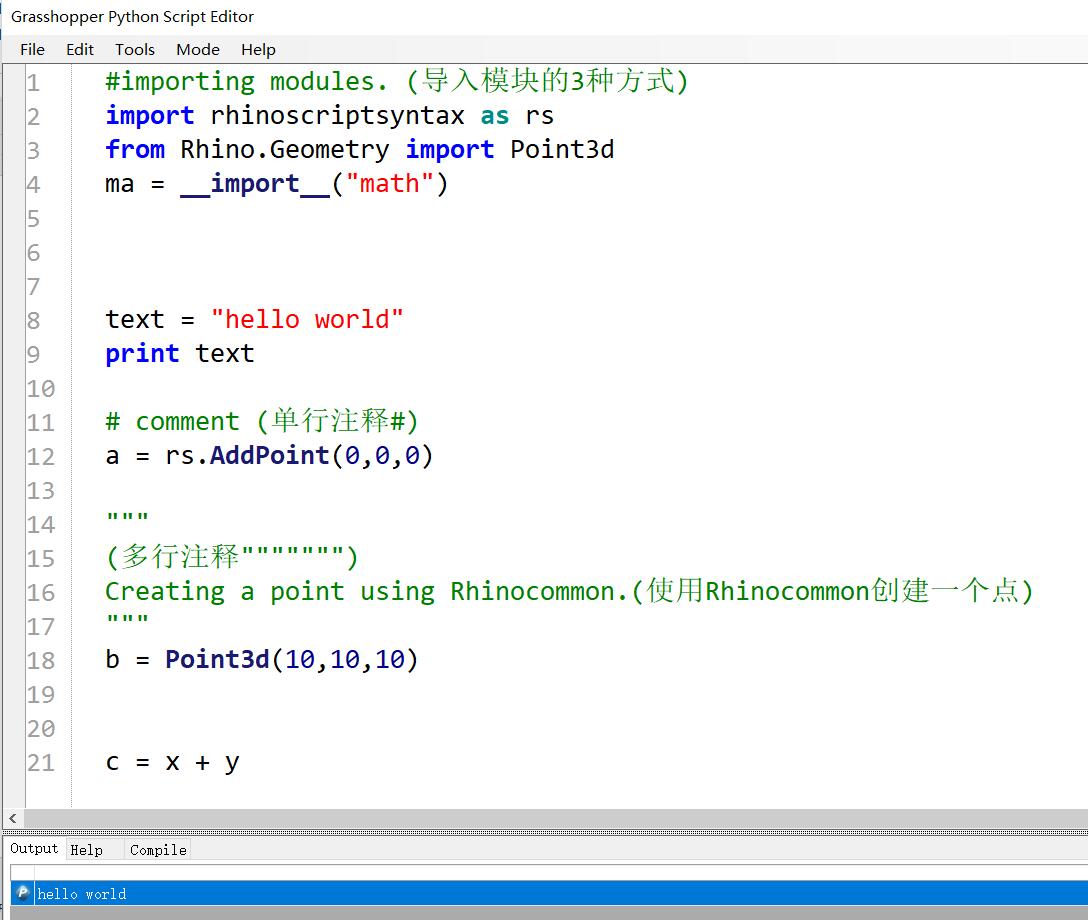 Grasshopper Python Script Editor
File Edit Tools Mode Help
1 #importing modules. (导入模块的3种方式)
2 import rhinoscriptsyntax as rs
3 from Rhino.Geometry import Point3d
4 ma = __import__("math")
5
6
7
8 text = "hello world"
9 print text
10
11 # comment (单行注释#)
12 a = rs.AddPoint(0,0,0)
13
14 """
15 (多行注释""""""")
16 Creating a point using Rhinocommon.(使用Rhinocommon创建一个点)
17 """
18 b = Point3d(10,10,10)
19
20
21 c = x + y
Output Help Compile
hello world